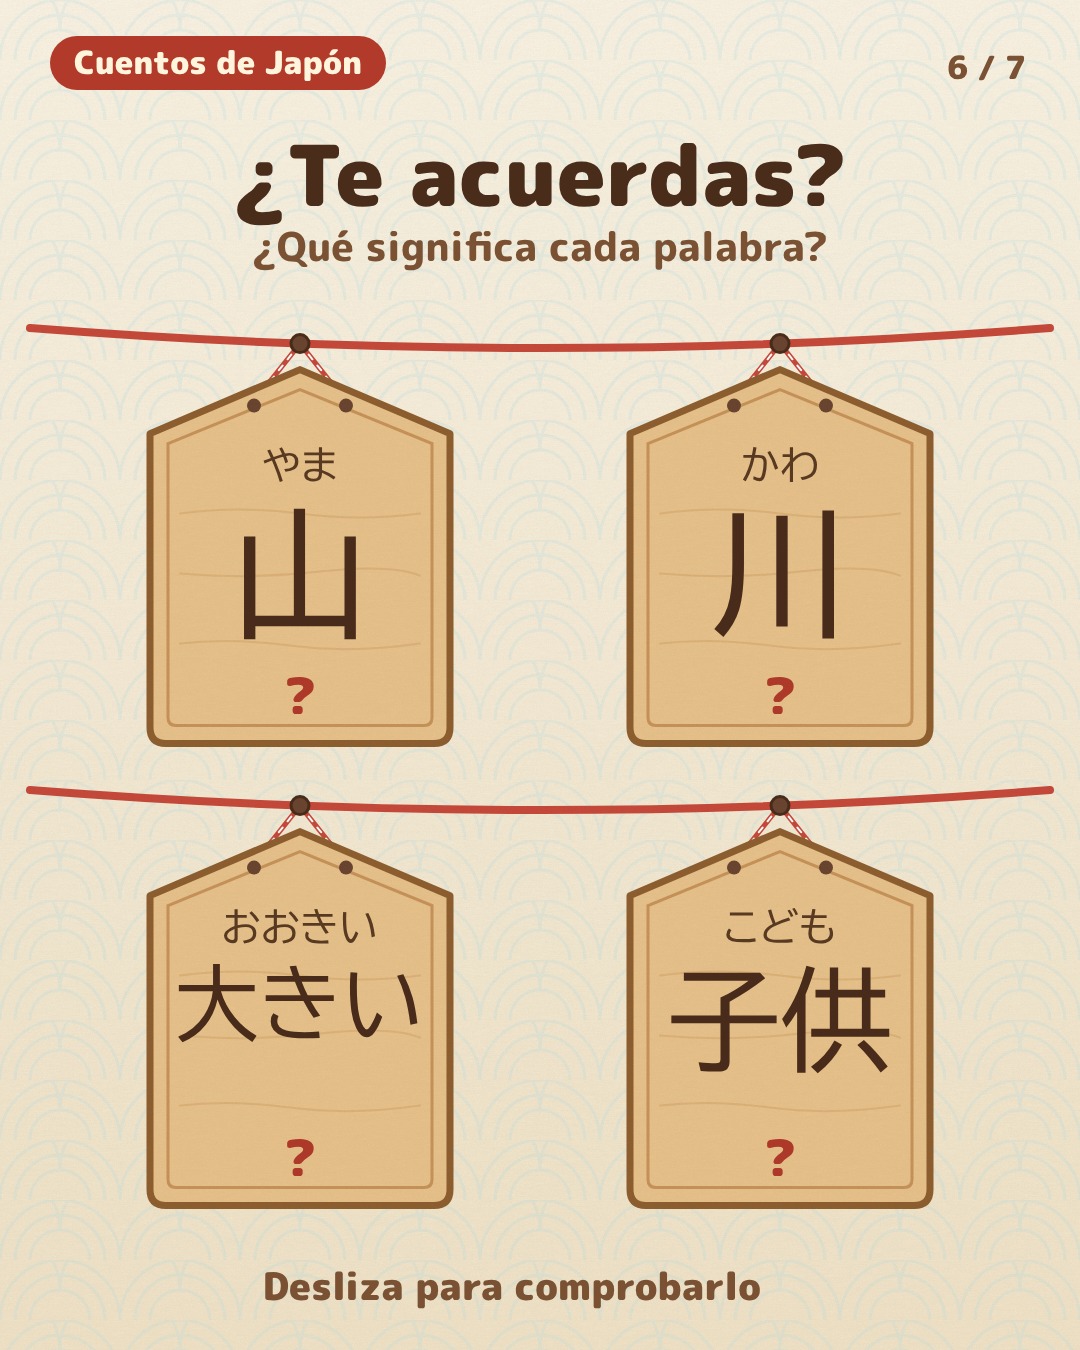 Cuentos de Japón
6 / 7
¿Te acuerdas?
¿Qué significa cada palabra?
やま
山
?
かわ
川
?
おおきい
大きい
?
こども
子供
?
Desliza para comprobarlo